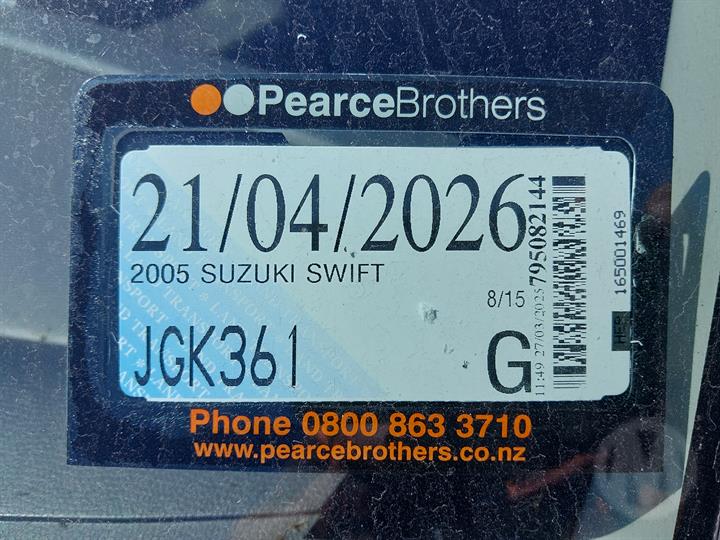 PearceBrothers
21/04/2026
2005 SUZUKI SWIFT
8/15
JGK361
G
11:49 27/03/2025
795082144
165001469
Phone 0800 863 3710
www.pearcebrothers.co.nz